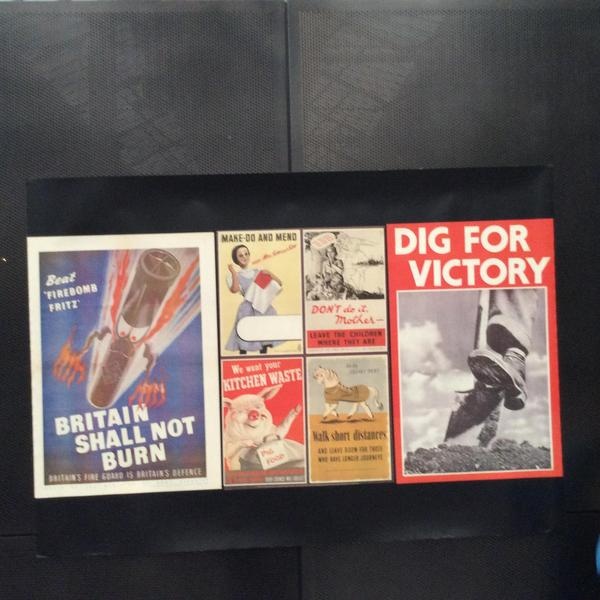 Beat
'FIREBOMB
FRITZ'
BRITAIN
SHALL NOT
BURN
BRITAIN'S FIRE GUARD IS BRITAIN'S DEFENCE
MAKE-DO AND MEND
DON'T do it,
Mother—
LEAVE THE CHILDREN
WHERE THEY ARE
We want your
KITCHEN WASTE
PIG
FOOD
Walk short distances
AND LEAVE ROOM FOR THOSE
WHO HAVE LONGER JOURNEYS
DIG FOR
VICTORY